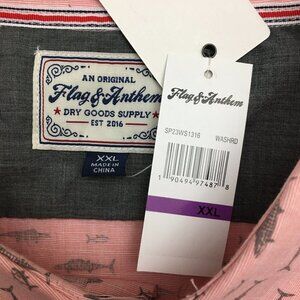 AN ORIGINAL
Flag & Anthem
DRY GOODS SUPPLY
EST 2016
XXL
MADE IN
CHINA
Flag & Anthem
SP23WS1316 WASHRD
1 90494 97487 8
XXL